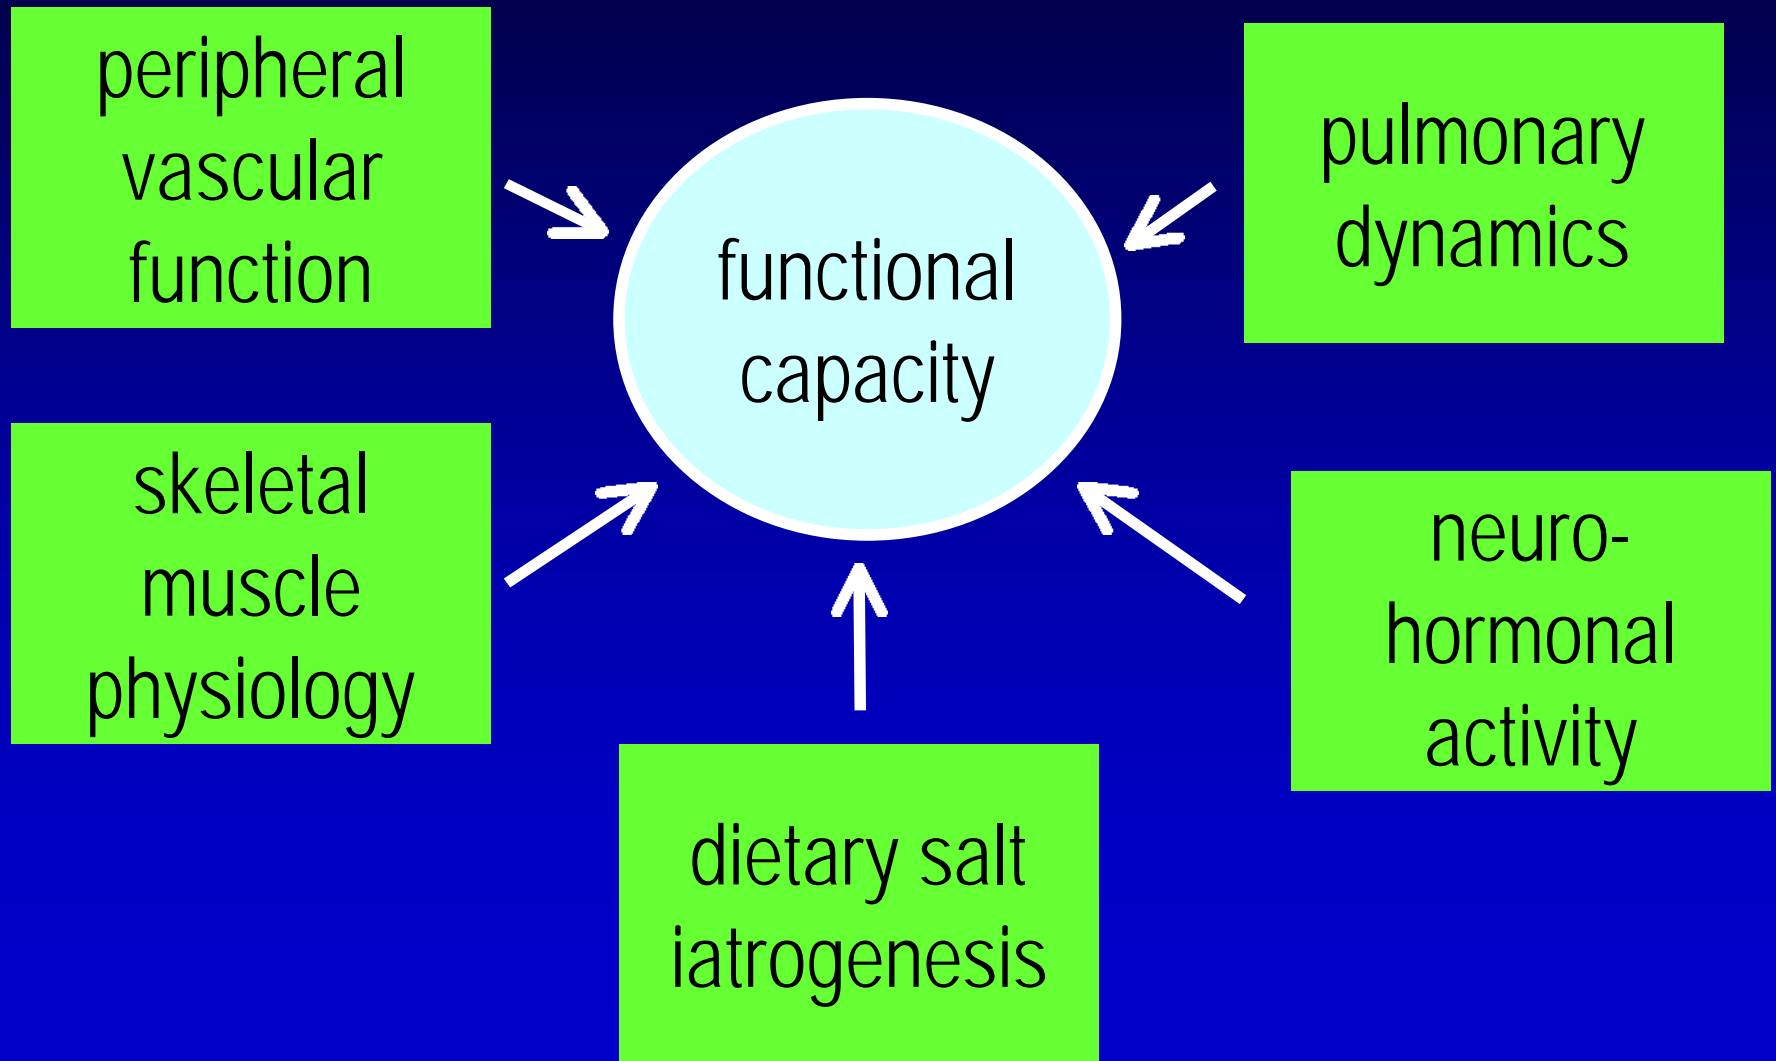 peripheral
vascular
function
functional
capacity
pulmonary
dynamics
skeletal
muscle
physiology
neuro-
hormonal
activity
dietary salt
iatrogenesis